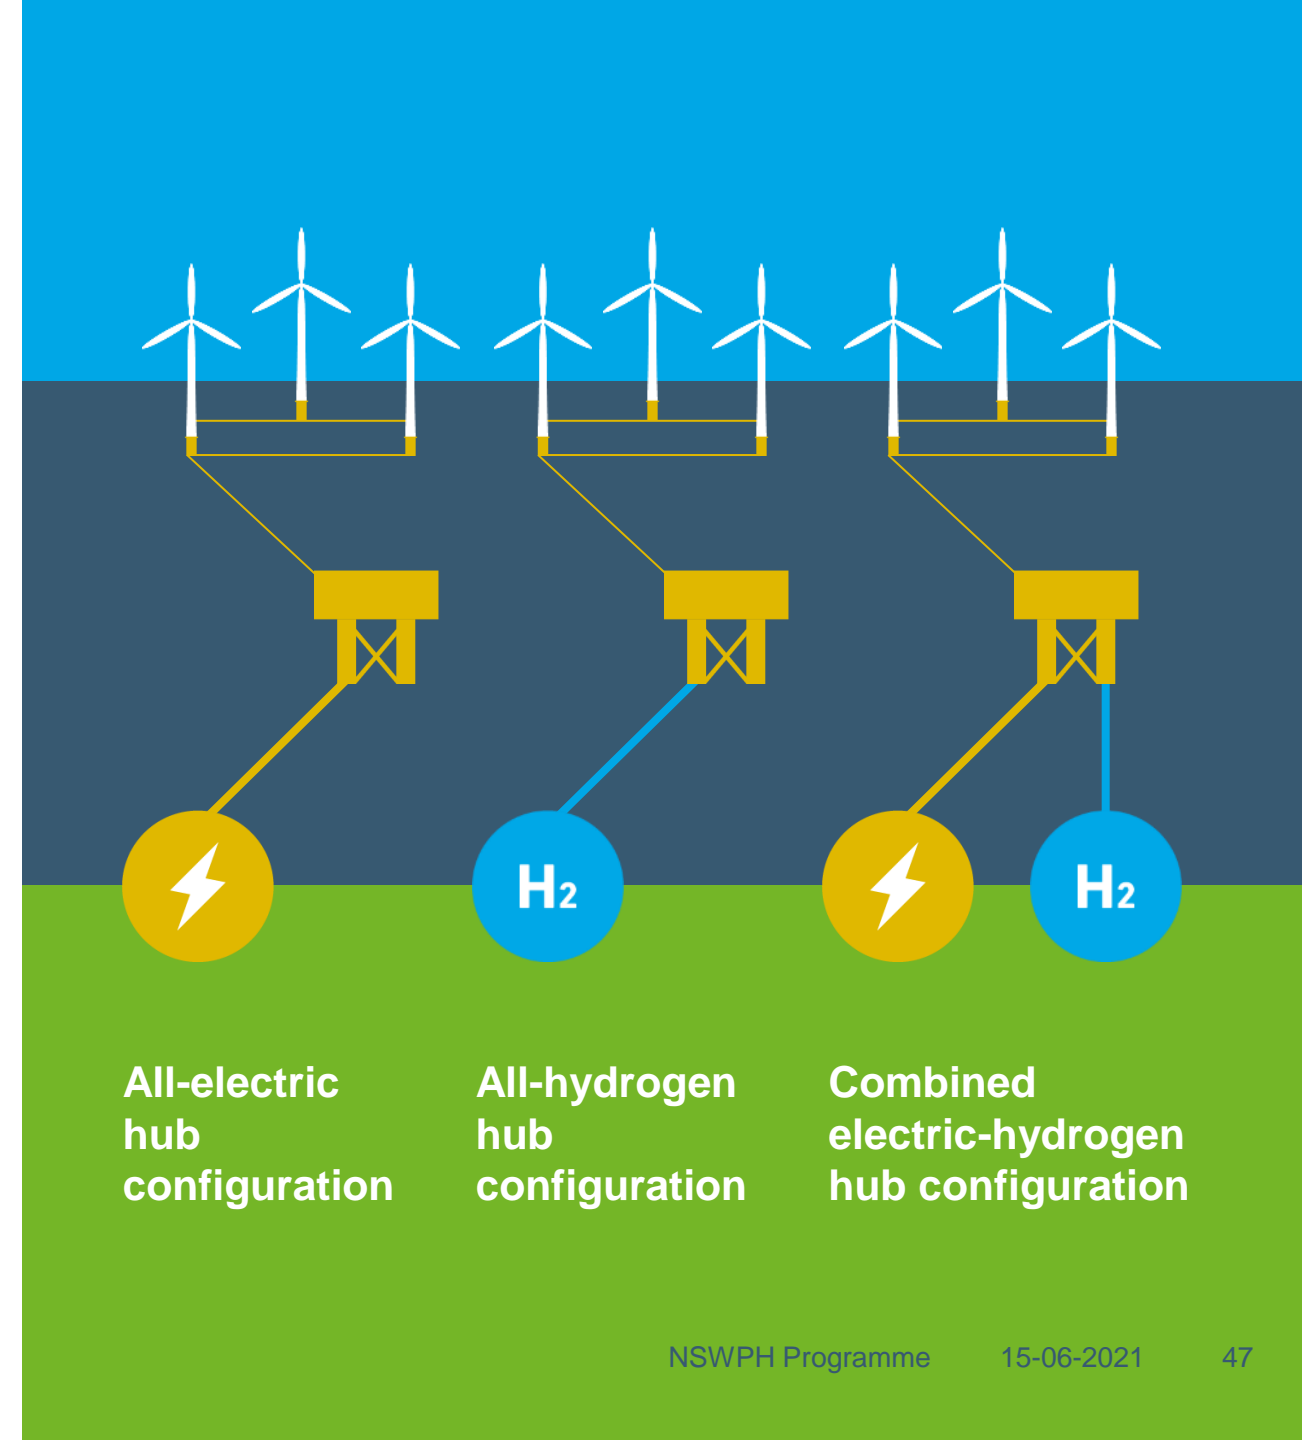 H2
H2
All-electric
hub
configuration
All-hydrogen
hub
configuration
Combined
electric-hydrogen
hub configuration
NSWPH Programme 15-06-2021 47